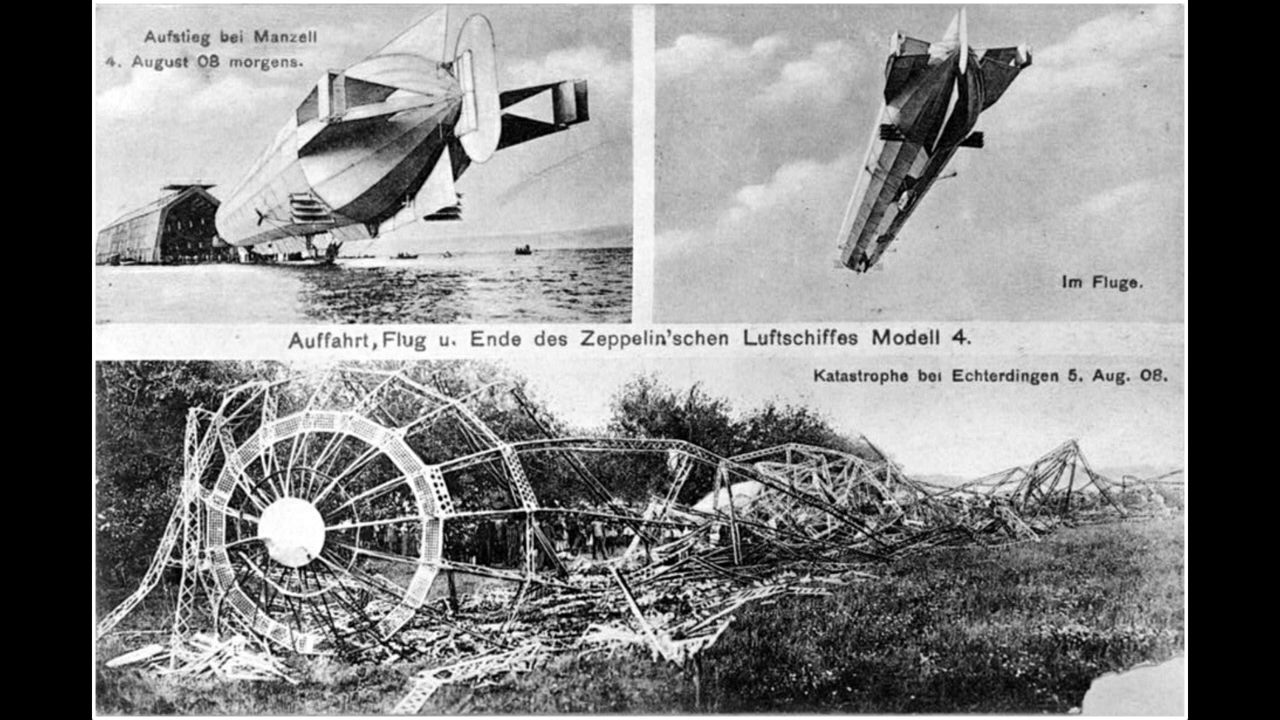 Aufstieg bei Manzell
4. August 08 morgens.
Im Fluge.
Auffahrt, Flug u. Ende des Zeppelin'schen Luftschiffes Modell 4.
Katastrophe bei Echterdingen 5. Aug. 08.